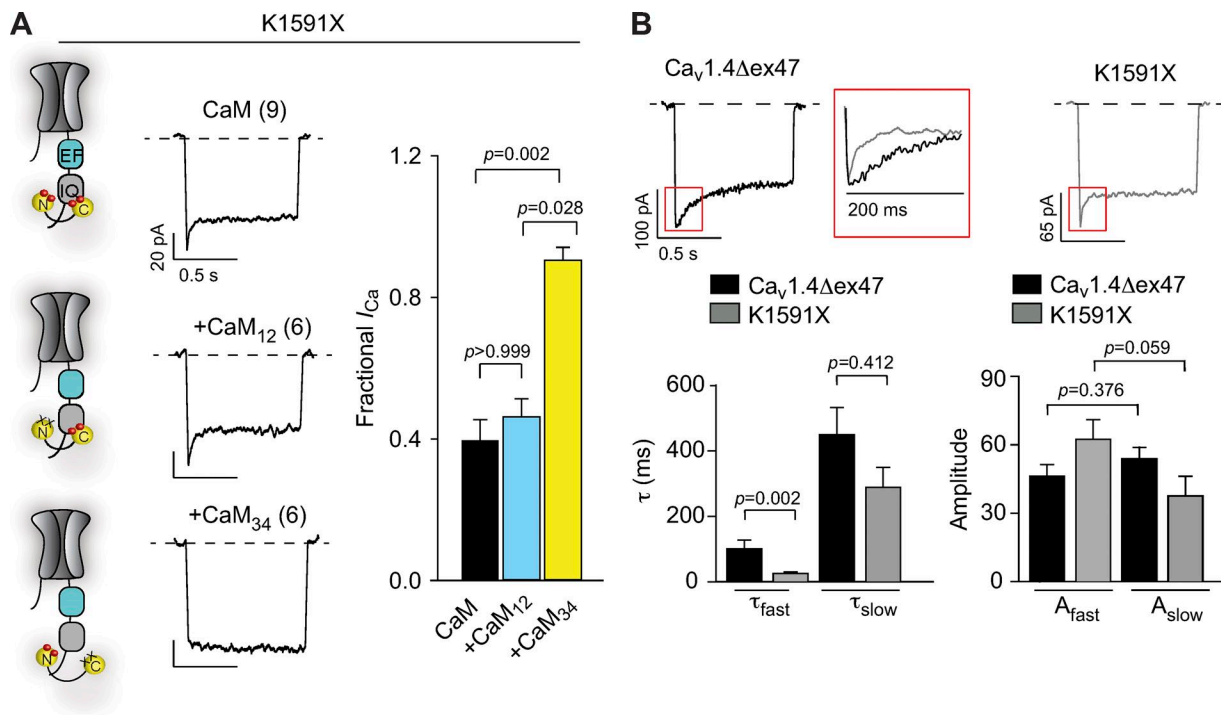 A
K1591X
CaM (9)
EF
IQ
N
C
20 pA
0.5 s
+CaM12 (6)
N
C
+CaM34 (6)
N
C
1.2
0.8
0.4
0.0
Fractional ICa
p=0.002
p=0.028
p>0.999
CaM
+CaM12
+CaM34
B
Cav1.4Δex47
K1591X
100 pA
0.5 s
200 ms
65 pA
Cav1.4Δex47
K1591X
600
400
200
0
τ (ms)
p=0.412
p=0.002
τfast
τslow
Cav1.4Δex47
K1591X
90
60
30
0
Amplitude
p=0.059
p=0.376
Afast
Aslow